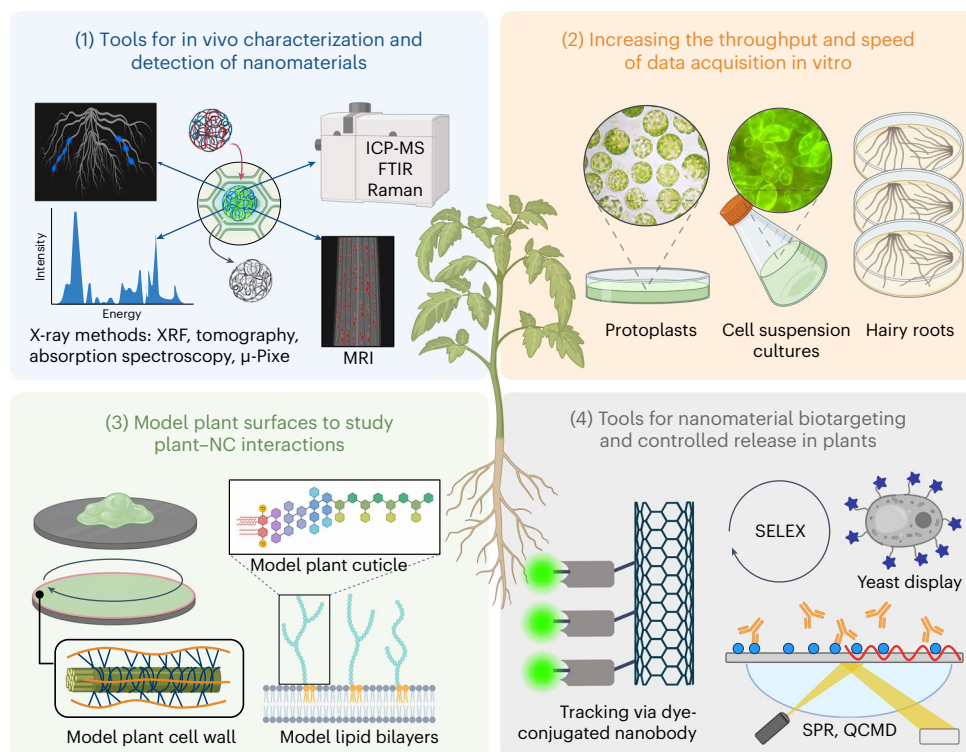 (1) Tools for in vivo characterization and
detection of nanomaterials
ICP-MS
FTIR
Raman
Intensity
Energy
X-ray methods: XRF, tomography,
absorption spectroscopy, µ-Pixe
MRI
(2) Increasing the throughput and speed
of data acquisition in vitro
Protoplasts
Cell suspension
cultures
Hairy roots
(3) Model plant surfaces to study
plant–NC interactions
Model plant cuticle
Model plant cell wall
Model lipid bilayers
(4) Tools for nanomaterial biotargeting
and controlled release in plants
SELEX
Yeast display
Tracking via dye-
conjugated nanobody
SPR, QCMD